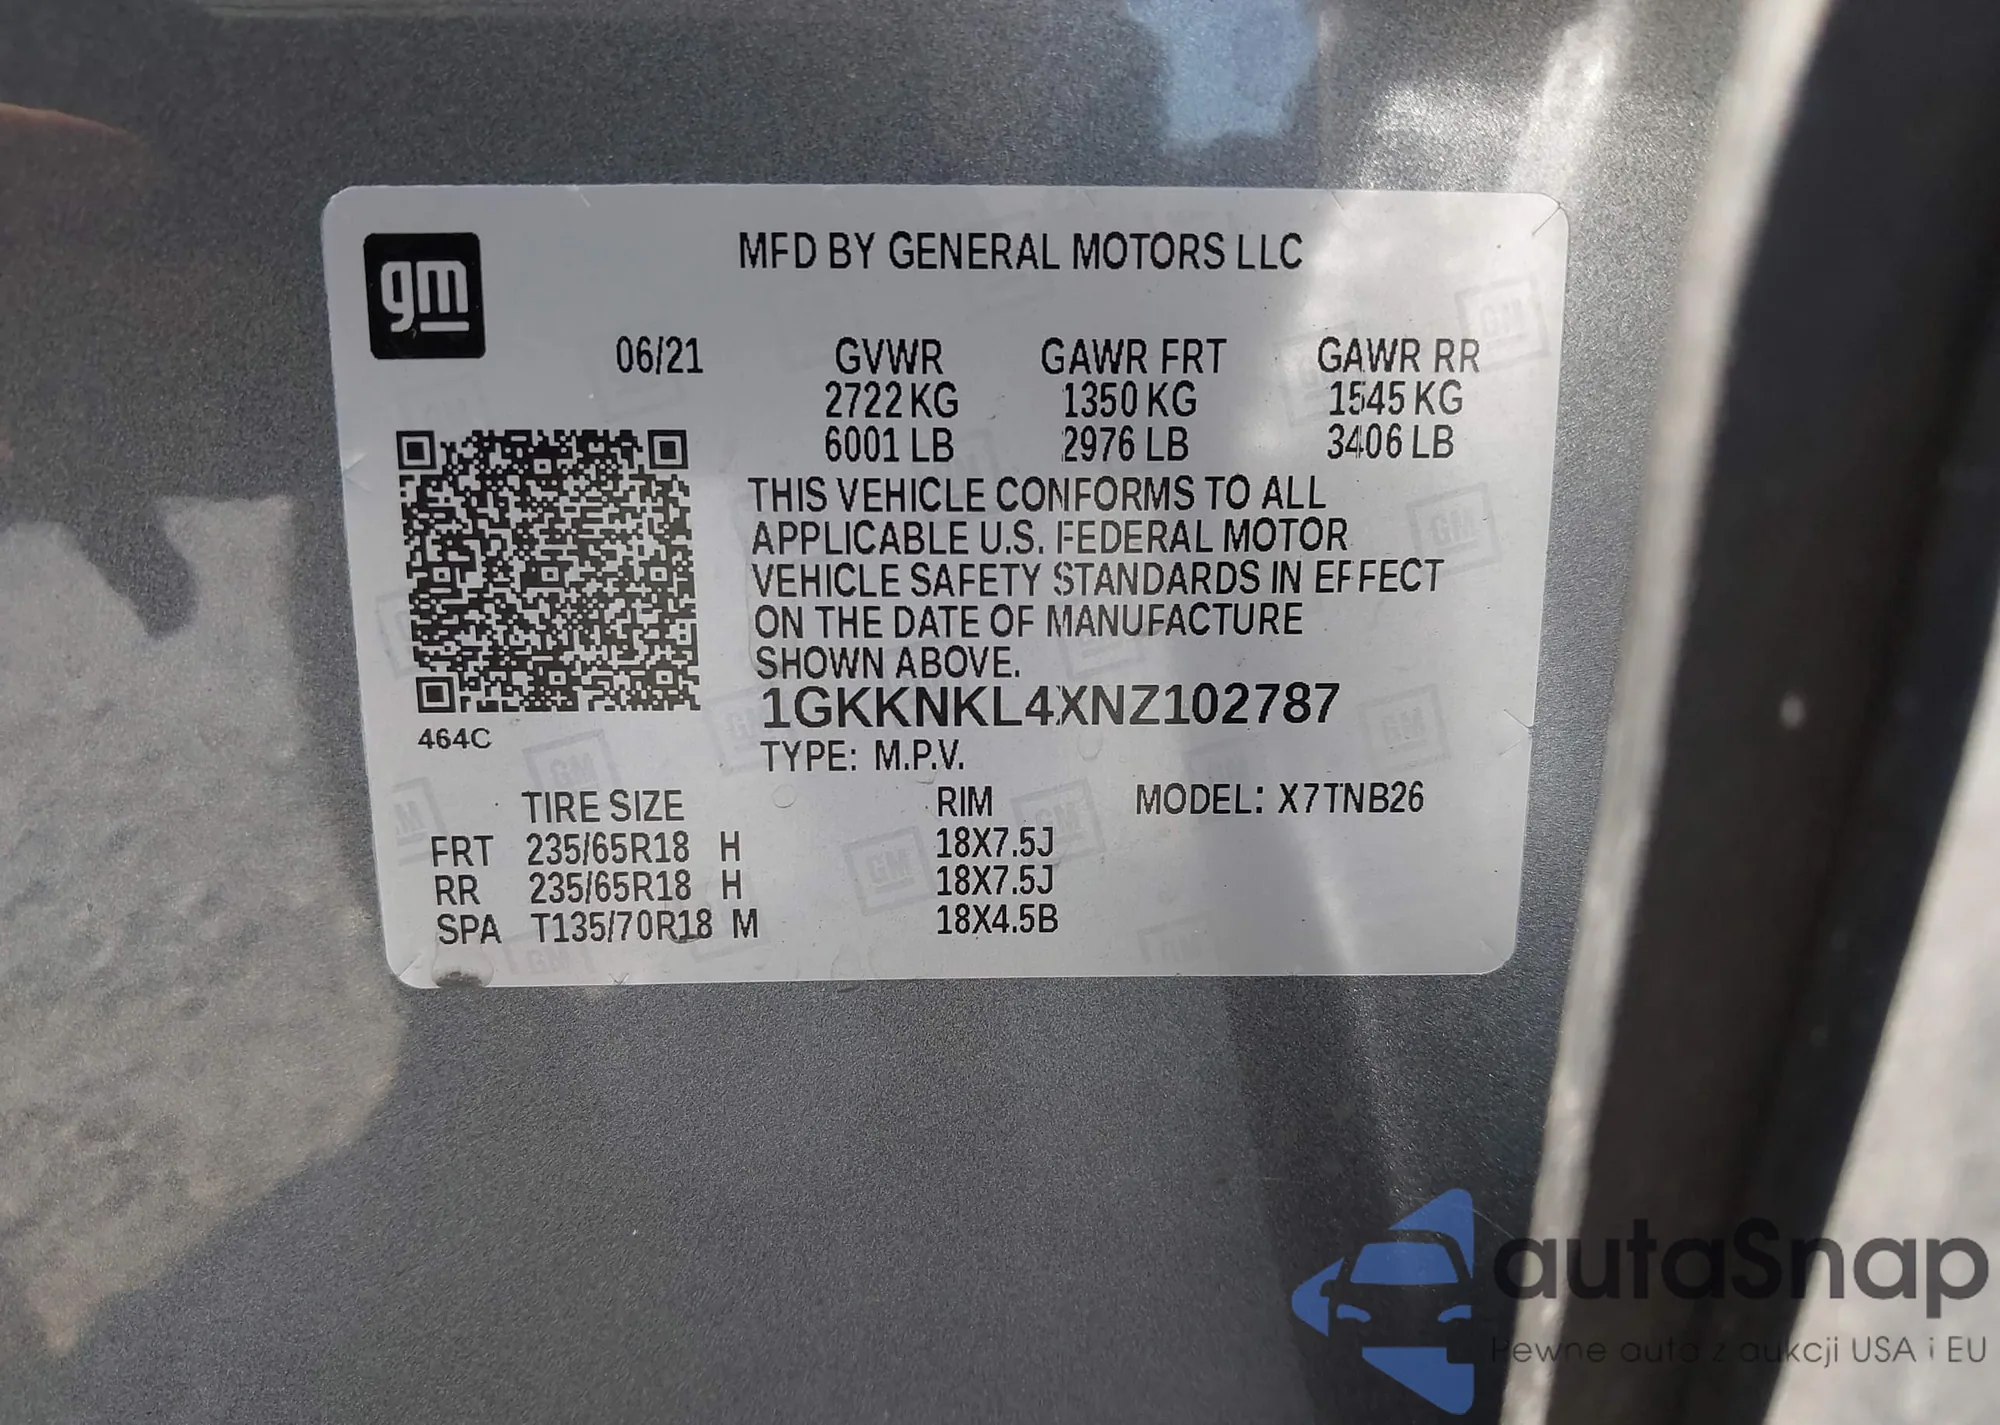 gm
MFD BY GENERAL MOTORS LLC
06/21 GVWR GAWR FRT GAWR RR
2722 KG 1350 KG 1545 KG
6001 LB 2976 LB 3406 LB
THIS VEHICLE CONFORMS TO ALL
APPLICABLE U.S. FEDERAL MOTOR
VEHICLE SAFETY STANDARDS IN EFFECT
ON THE DATE OF MANUFACTURE
SHOWN ABOVE.
1GKKNKL4XNZ102787
464C
TYPE: M.P.V.
TIRE SIZE RIM MODEL: X7TNB26
FRT 235/65R18 H 18X7.5J
RR 235/65R18 H 18X7.5J
SPA T135/70R18 M 18X4.5B
autaSnap
Pewne auta z aukcji USA i EU